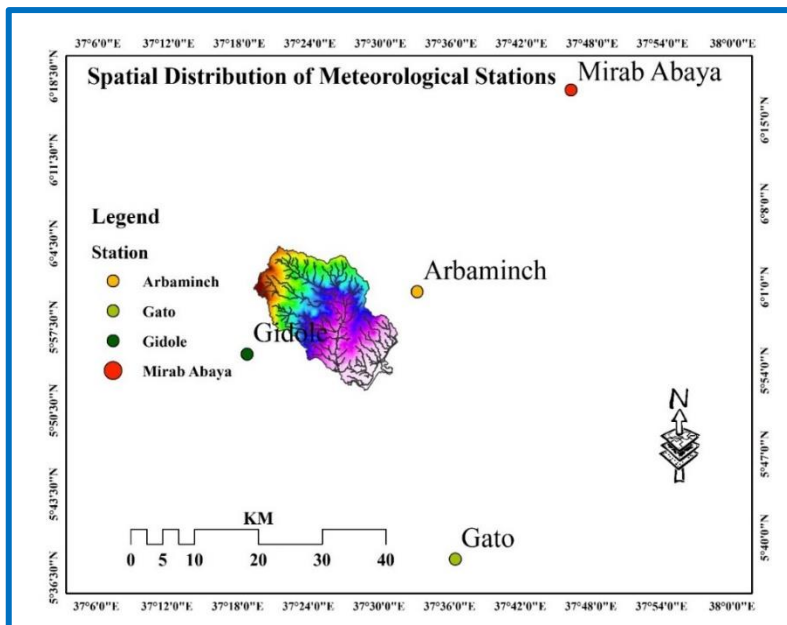 37°6'0"E 37°12'0"E 37°18'0"E 37°24'0"E 37°30'0"E 37°36'0"E 37°42'0"E 37°48'0"E 37°54'0"E 38°0'0"E
Spatial Distribution of Meteorological Stations
Mirab Abaya
6°18'30"N
6°15'0"N
6°11'30"N
6°8'0"N
Legend
Station
Arbaminch
Gato
Gidole
Mirab Abaya
6°4'30"N
Arbaminch
6°1'0"N
5°57'30"N
Gidole
5°54'0"N
5°50'30"N
N
5°47'0"N
5°43'30"N
KM
0 5 10 20 30 40
Gato
5°40'0"N
5°36'30"N
37°6'0"E 37°12'0"E 37°18'0"E 37°24'0"E 37°30'0"E 37°36'0"E 37°42'0"E 37°48'0"E 37°54'0"E 38°0'0"E